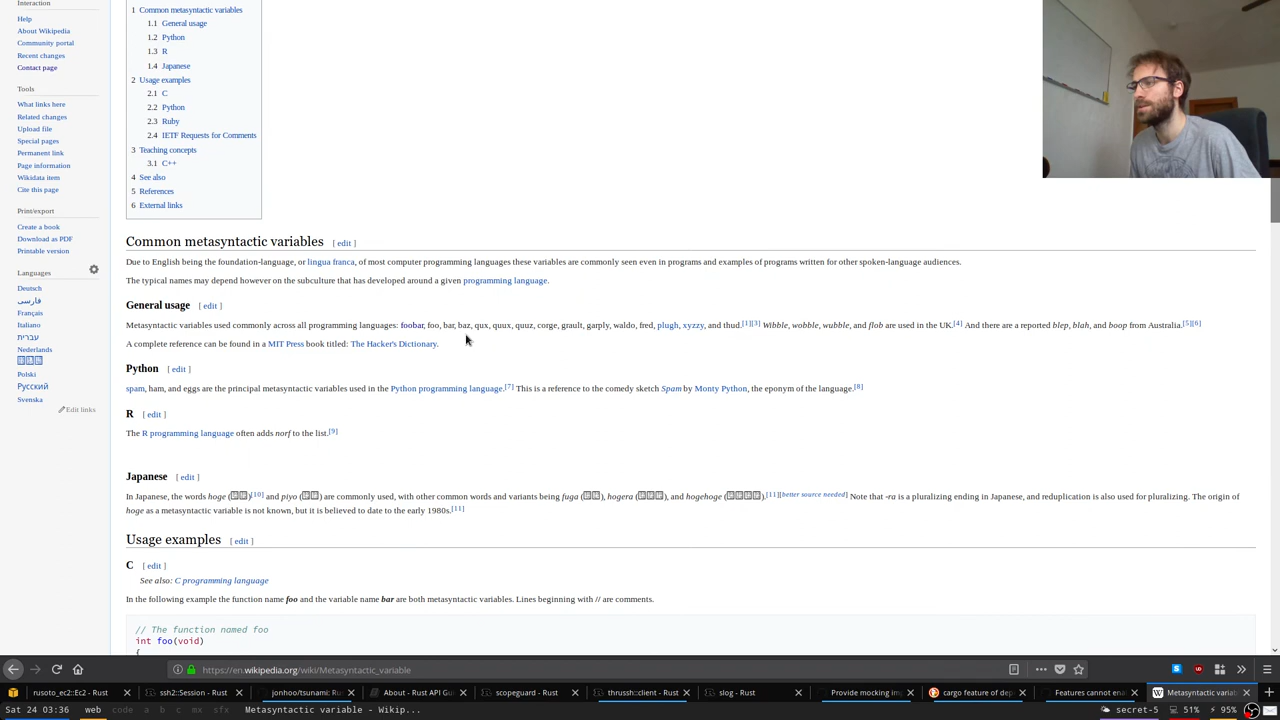 Interaction
Help
About Wikipedia
Community portal
Recent changes
Contact page
Tools
What links here
Related changes
Upload file
Special pages
Permanent link
Page information
Wikidata item
Cite this page
Print/export
Create a book
Download as PDF
Printable version
Languages
Deutsch
فارسی
Français
Italiano
עברית
Nederlands
Polski
Русский
Svenska
Edit links
1 Common metasyntactic variables
1.1 General usage
1.2 Python
1.3 R
1.4 Japanese
2 Usage examples
2.1 C
2.2 Python
2.3 Ruby
2.4 IETF Requests for Comments
3 Teaching concepts
3.1 C++
4 See also
5 References
6 External links
Common metasyntactic variables [ edit ]
Due to English being the foundation-language, or lingua franca, of most computer programming languages these variables are commonly seen even in programs and examples of programs written for other spoken-language audiences.
The typical names may depend however on the subculture that has developed around a given programming language.
General usage [ edit ]
Metasyntactic variables used commonly across all programming languages: foobar, foo, bar, baz, qux, quux, quuz, corge, grault, garply, waldo, fred, plugh, xyzzy, and thud.[1][3] Wibble, wobble, wubble, and flob are used in the UK.[4] And there are a reported blep, blah, and boop from Australia.[5][6]
A complete reference can be found in a MIT Press book titled: The Hacker's Dictionary.
Python [ edit ]
spam, ham, and eggs are the principal metasyntactic variables used in the Python programming language.[7] This is a reference to the comedy sketch Spam by Monty Python, the eponym of the language.[8]
R [ edit ]
The R programming language often adds norf to the list.[9]
Japanese [ edit ]
In Japanese, the words hoge ()[10] and piyo () are commonly used, with other common words and variants being fuga (), hogera (), and hogehoge ().[11][better source needed] Note that -ra is a pluralizing ending in Japanese, and reduplication is also used for pluralizing. The origin of
hoge as a metasyntactic variable is not known, but it is believed to date to the early 1980s.[11]
Usage examples [ edit ]
C [ edit ]
See also: C programming language
In the following example the function name foo and the variable name bar are both metasyntactic variables. Lines beginning with // are comments.
// The function named foo
int foo(void)
{
https://en.wikipedia.org/wiki/Metasyntactic_variable
rusoto_ec2::Ec2 - Rust
ssh2::Session - Rust
jonhoo/tsunami: Ru
About - Rust API Gu
scopeguard - Rust
thrussh::client - Rust
slog - Rust
Provide mocking im
cargo feature of dep
Features cannot ena
Metasyntactic variab
Sat 24 03:36 web code a b c mx sfx Metasyntactic variable - Wikip...
secret-5 51% 95%